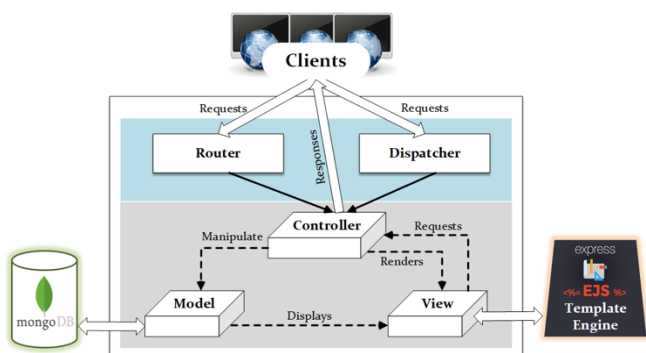 Clients
Requests
Requests
Responses
Router
Dispatcher
Controller
Manipulate
Requests
Renders
Model
View
Displays
mongoDB
express
<%= EJS %>
Template
Engine